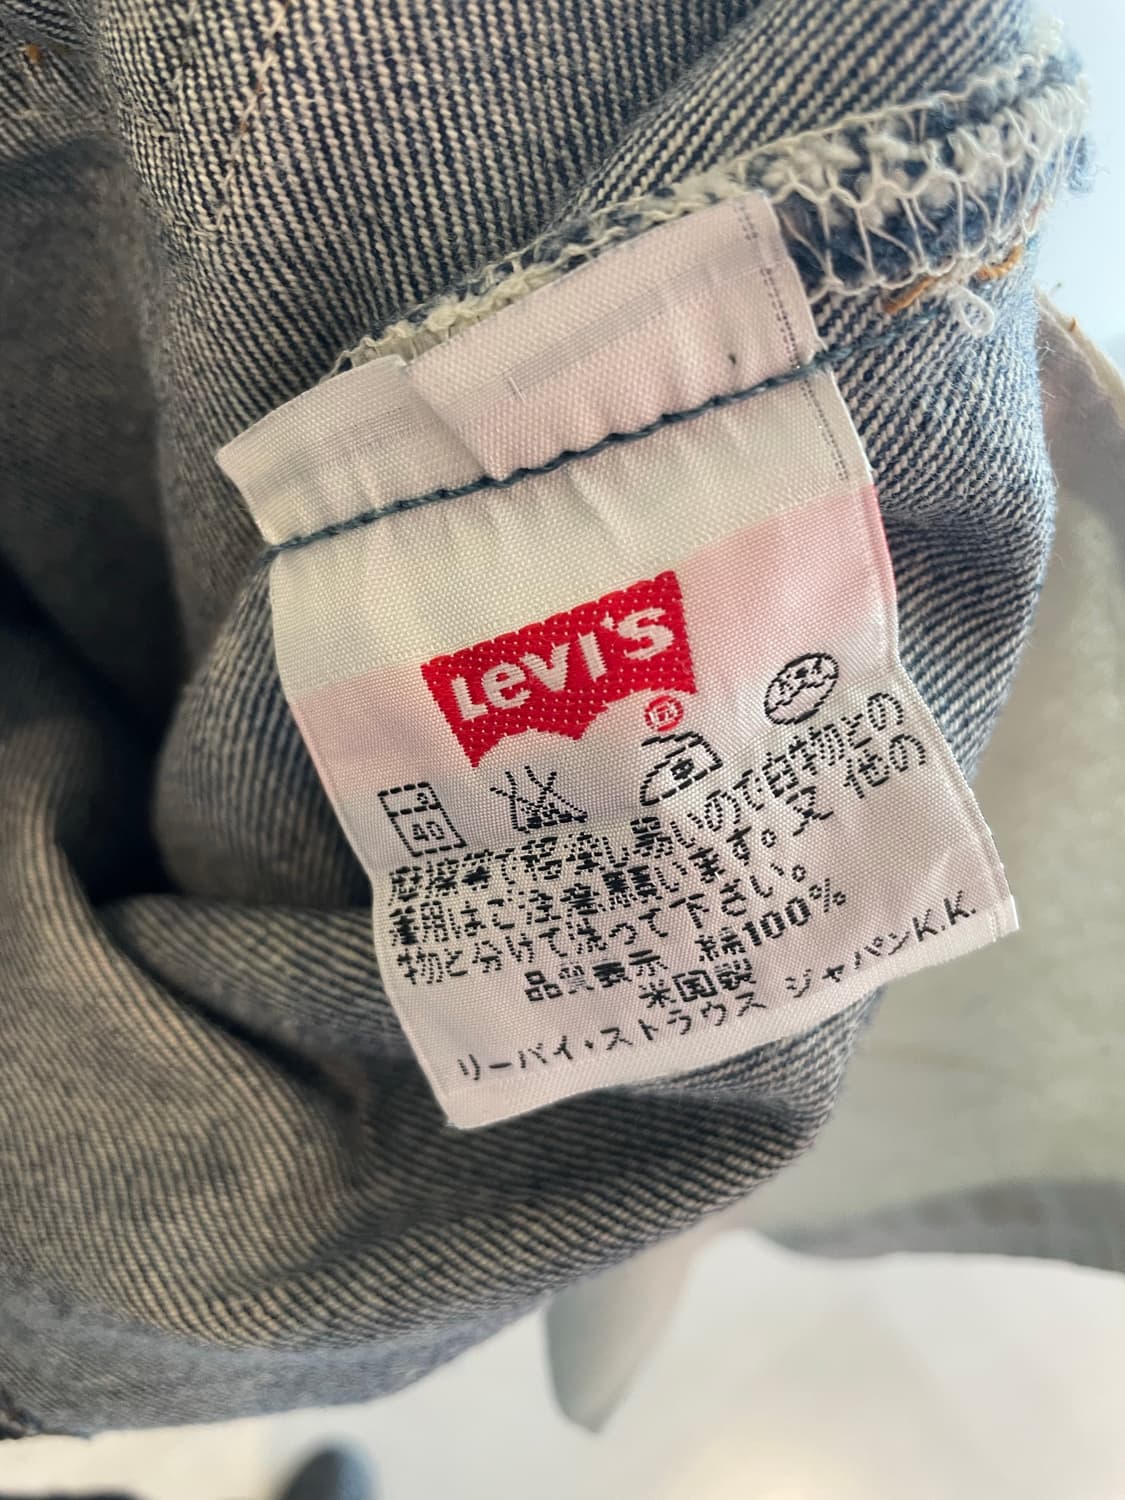 Levi's®
40
摩擦等で移染し易いので白物との
着用はご注意願います。又 他の
物と分けて洗って下さい。
品質表示 綿100%
米国製
リーバイ・ストラウス ジャパンK.K.